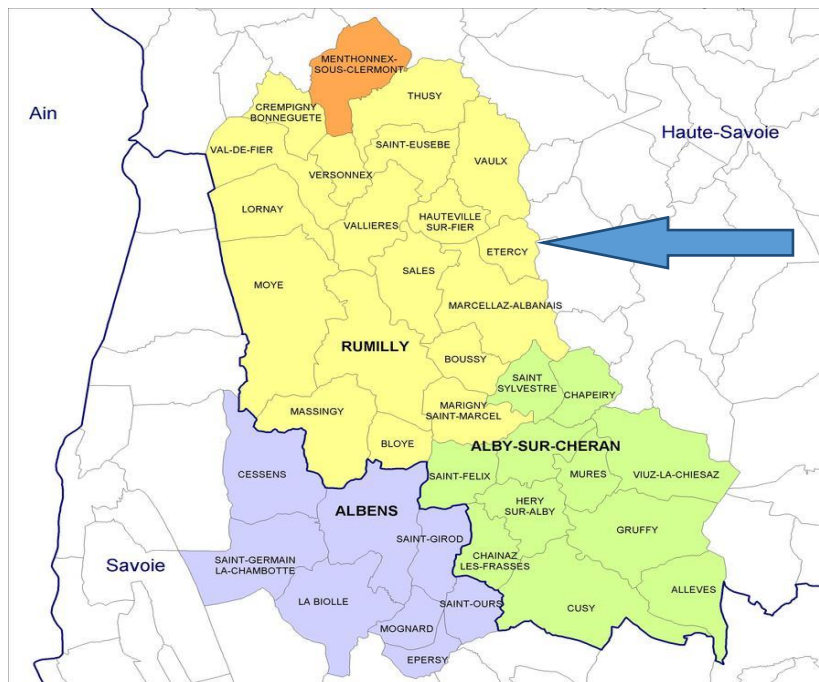 MENTHONNEX-
SOUS-CLERMONT
THUSY
CREMPIGNY
BONNEGUETE
Ain
Haute-Savoie
SAINT-EUSEBE
VAL-DE-FIER
VAULX
VERSONNEX
LORNAY
HAUTEVILLE
SUR-FIER
VALLIERES
ETERCY
SALES
MOYE
MARCELLAZ-ALBANAIS
RUMILLY
BOUSSY
SAINT
SYLVESTRE
CHAPEIRY
MASSINGY
MARIGNY
SAINT-MARCEL
BLOYE
ALBY-SUR-CHERAN
CESSENS
SAINT-FELIX
MURES
VIUZ-LA-CHIESAZ
HERY
SUR-ALBY
ALBENS
GRUFFY
SAINT-GIROD
CHAINAZ
LES-FRASSES
SAINT-GERMAIN
LA-CHAMBOTTE
Savoie
ALLEVES
LA BIOLLE
SAINT-OURS
CUSY
MOGNARD
EPERSY